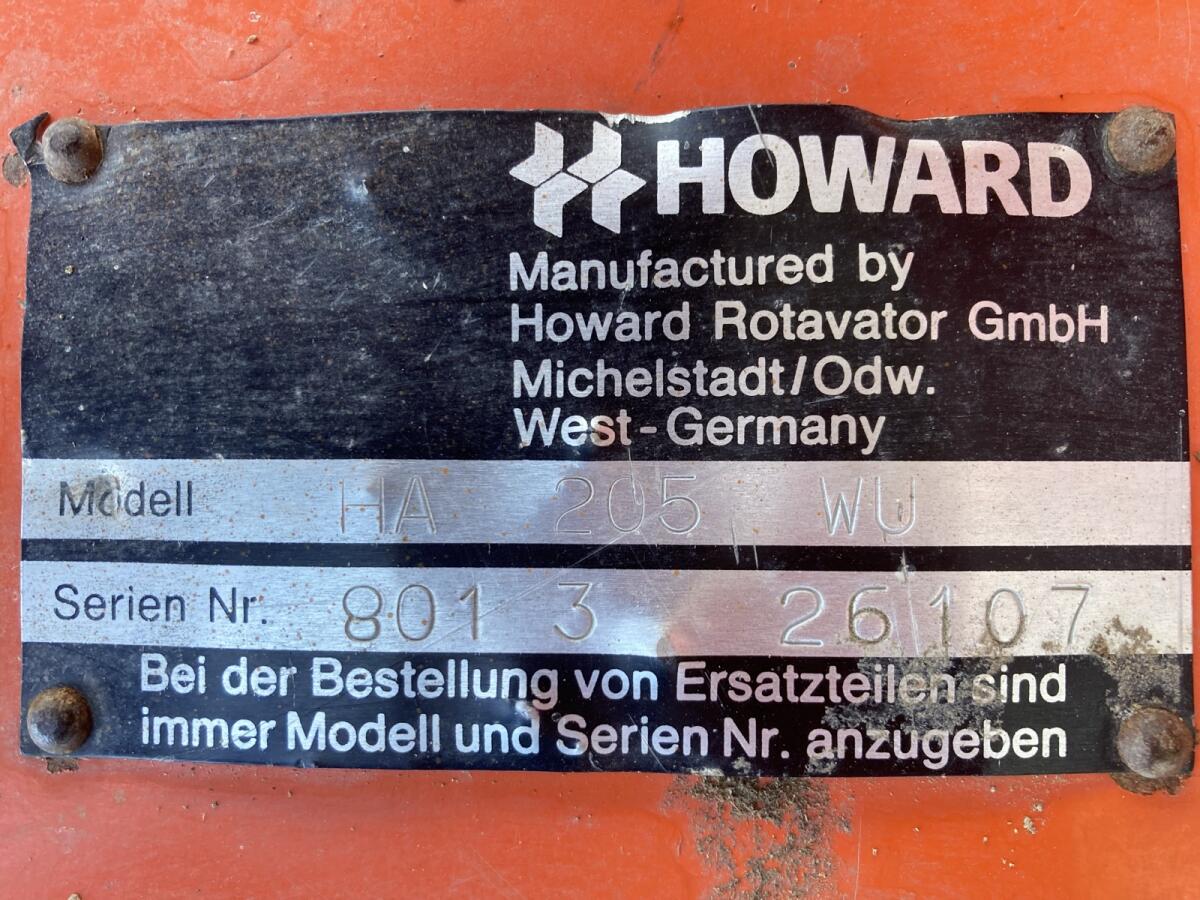 HOWARD
Manufactured by
Howard Rotavator GmbH
Michelstadt/Odw.
West-Germany
Modell HA 205 WU
Serien Nr. 801 3 26107
Bei der Bestellung von Ersatzteilen sind
immer Modell und Serien Nr. anzugeben